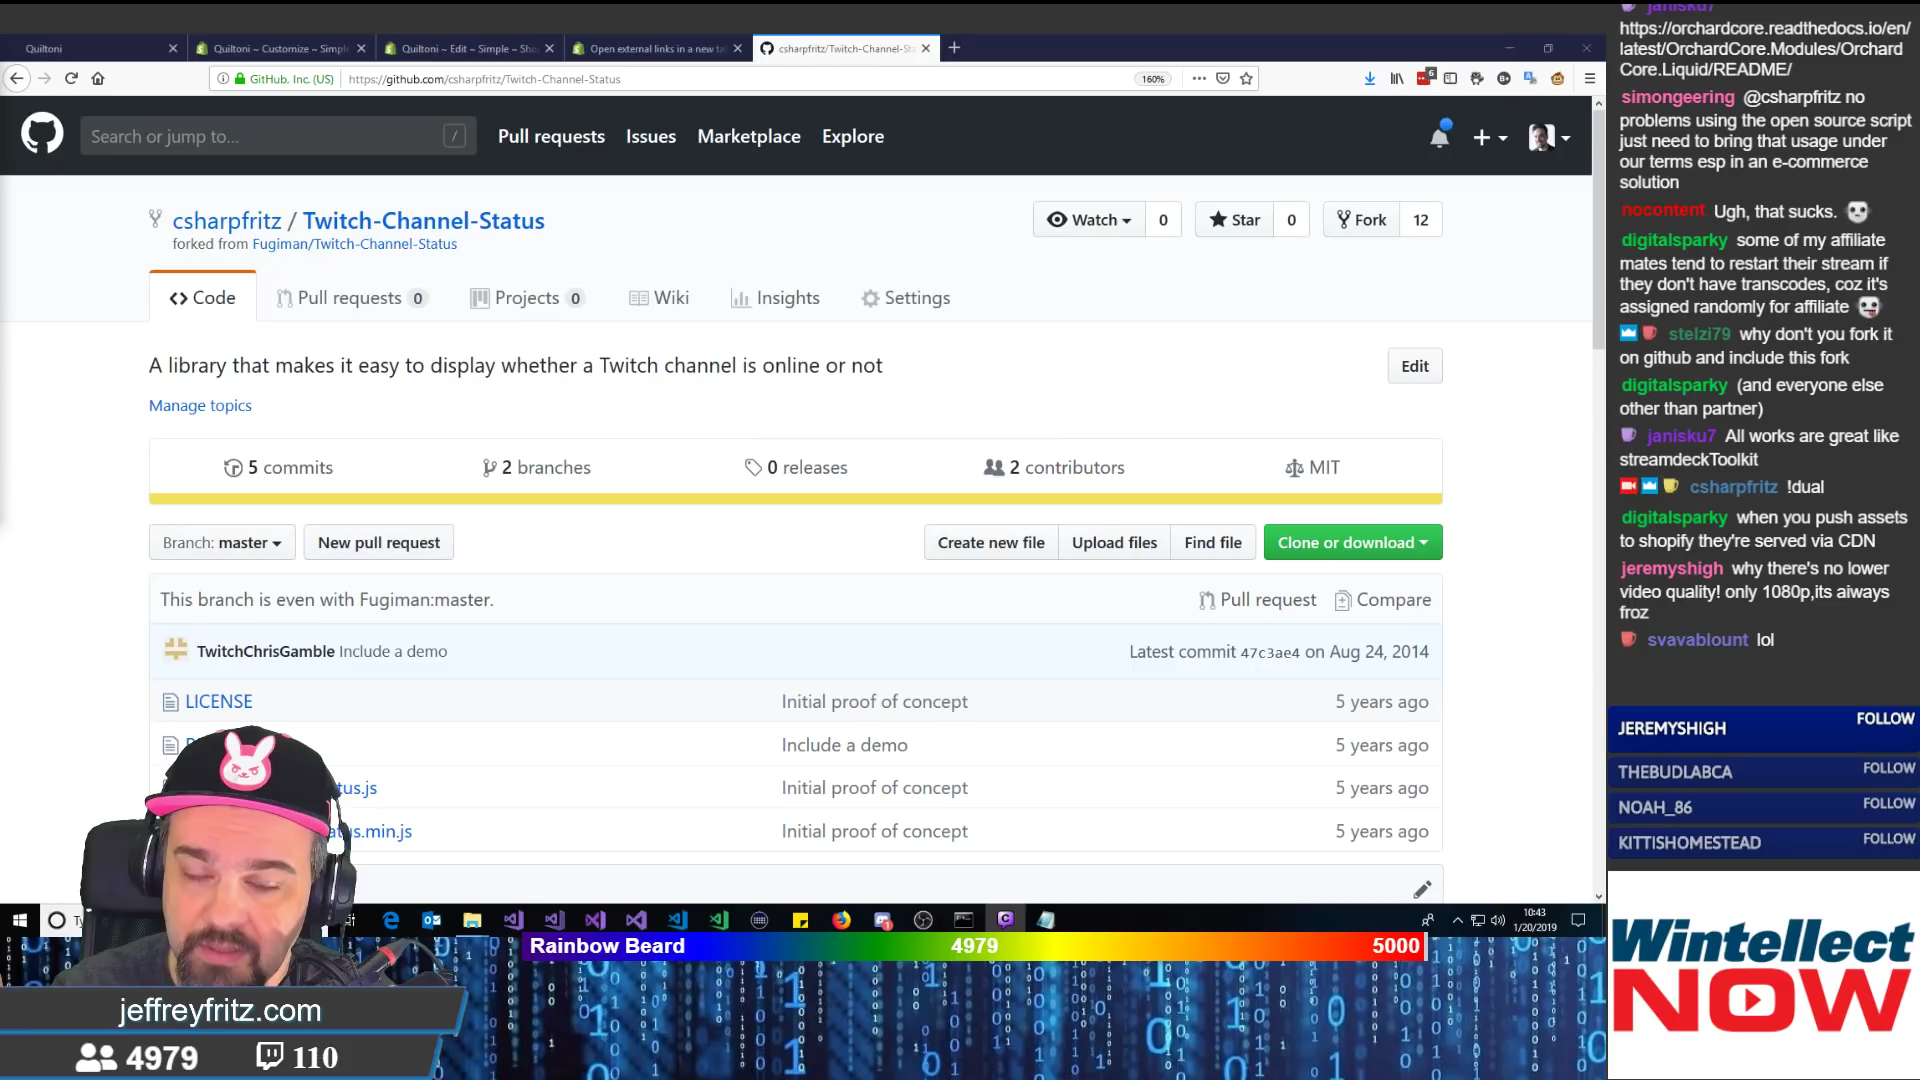 Quiltoni
Quiltoni ~ Customize ~ Simple
Quiltoni ~ Edit ~ Simple ~ Sho
Open external links in a new ta
csharpfritz/Twitch-Channel-Sta
GitHub, Inc. (US)
https://github.com/csharpfritz/Twitch-Channel-Status
160%
6
Search or jump to...
/
Pull requests
Issues
Marketplace
Explore
csharpfritz / Twitch-Channel-Status
forked from Fugiman/Twitch-Channel-Status
Watch 0
Star 0
Fork 12
Code
Pull requests 0
Projects 0
Wiki
Insights
Settings
A library that makes it easy to display whether a Twitch channel is online or not
Edit
Manage topics
5 commits
2 branches
0 releases
2 contributors
MIT
Branch: master
New pull request
Create new file
Upload files
Find file
Clone or download
This branch is even with Fugiman:master.
Pull request
Compare
TwitchChrisGamble Include a demo
Latest commit 47c3ae4 on Aug 24, 2014
LICENSE
Initial proof of concept
5 years ago
Include a demo
5 years ago
tus.js
Initial proof of concept
5 years ago
atus.min.js
Initial proof of concept
5 years ago
10:43
1/20/2019
Rainbow Beard
4979
5000
jeffreyfritz.com
4979
110
janisku7
https://orchardcore.readthedocs.io/en/
latest/OrchardCore.Modules/Orchard
Core.Liquid/README/
simongeering @csharpfritz no
problems using the open source script
just need to bring that usage under
our terms esp in an e-commerce
solution
nocontent Ugh, that sucks.
digitalsparky some of my affiliate
mates tend to restart their stream if
they don't have transcodes, coz it's
assigned randomly for affiliate
stelzi79 why don't you fork it
on github and include this fork
digitalsparky (and everyone else
other than partner)
janisku7 All works are great like
streamdeckToolkit
csharpfritz !dual
digitalsparky when you push assets
to shopify they're served via CDN
jeremyshigh why there's no lower
video quality! only 1080p,its aiways
froz
svavablount lol
JEREMYSHIGH FOLLOW
THEBUDLABCA FOLLOW
NOAH_86 FOLLOW
KITTISHOMESTEAD FOLLOW
Wintellect
NOW